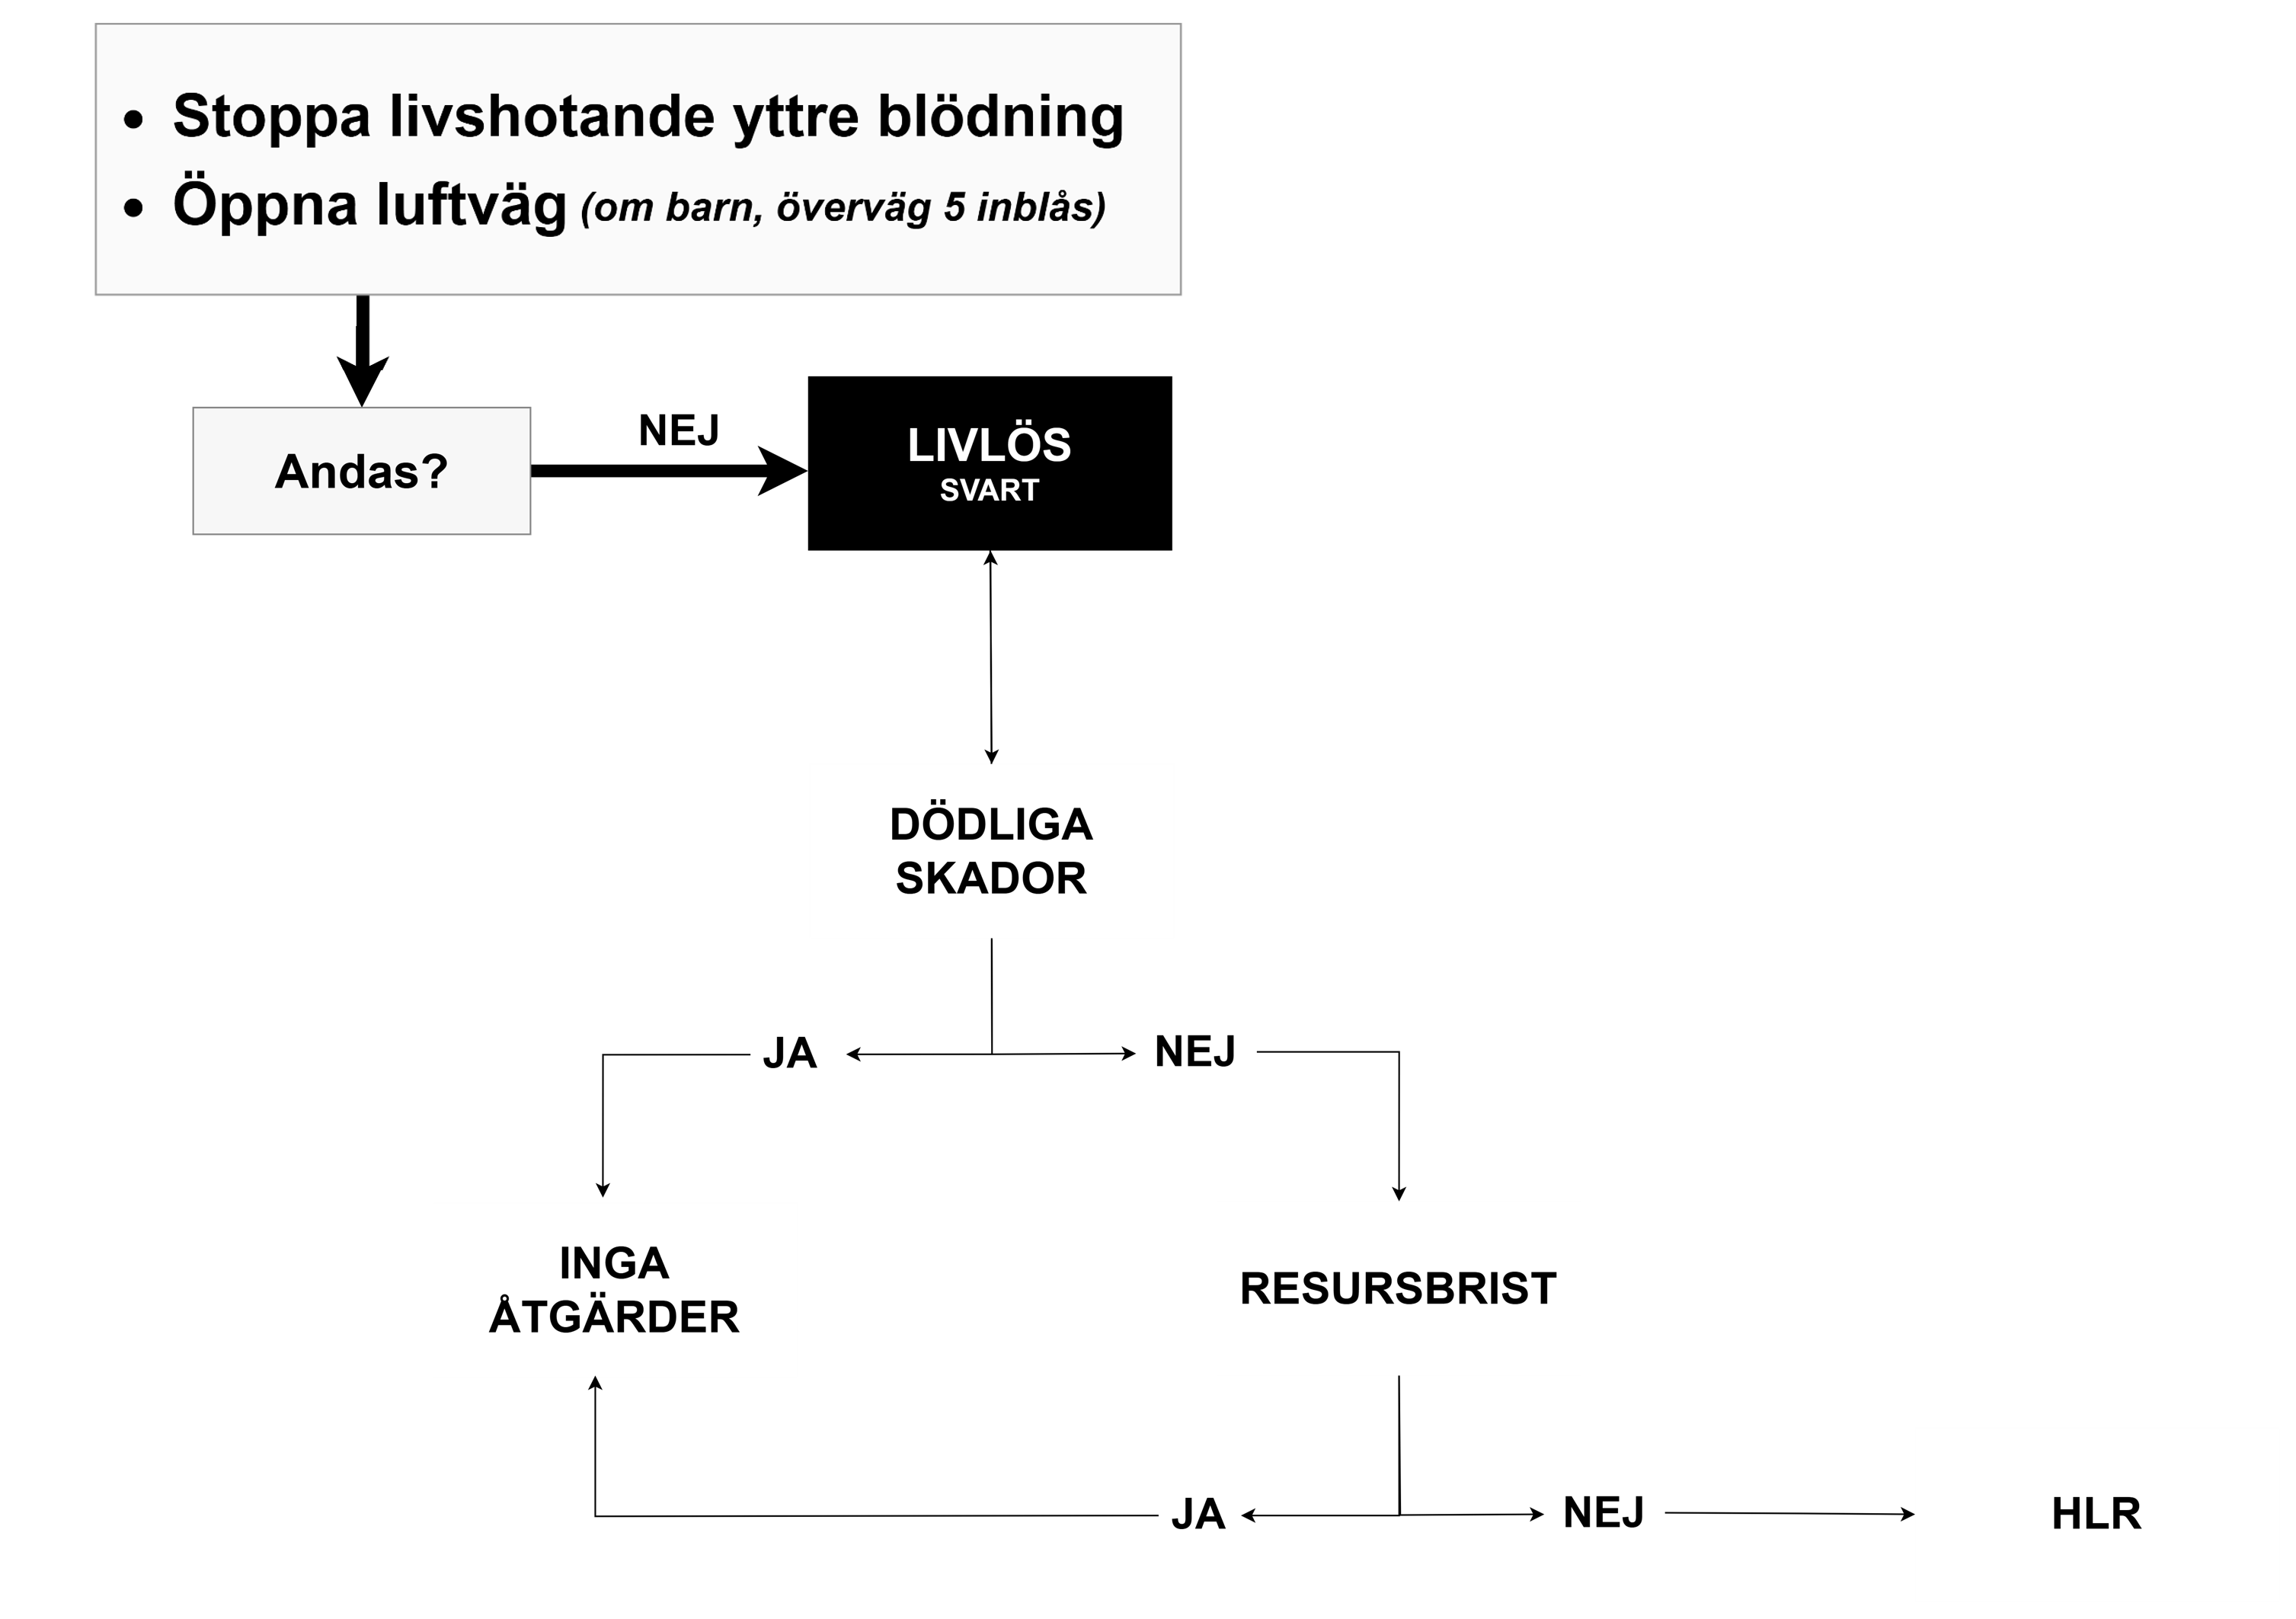 • Stoppa livshotande yttre blödning
• Öppna luftväg (om barn, överväg 5 inblås)
NEJ
Andas?
LIVLÖS
SVART
DÖDLIGA
SKADOR
JA
NEJ
INGA
ÅTGÄRDER
RESURSBRIST
JA
NEJ
HLR